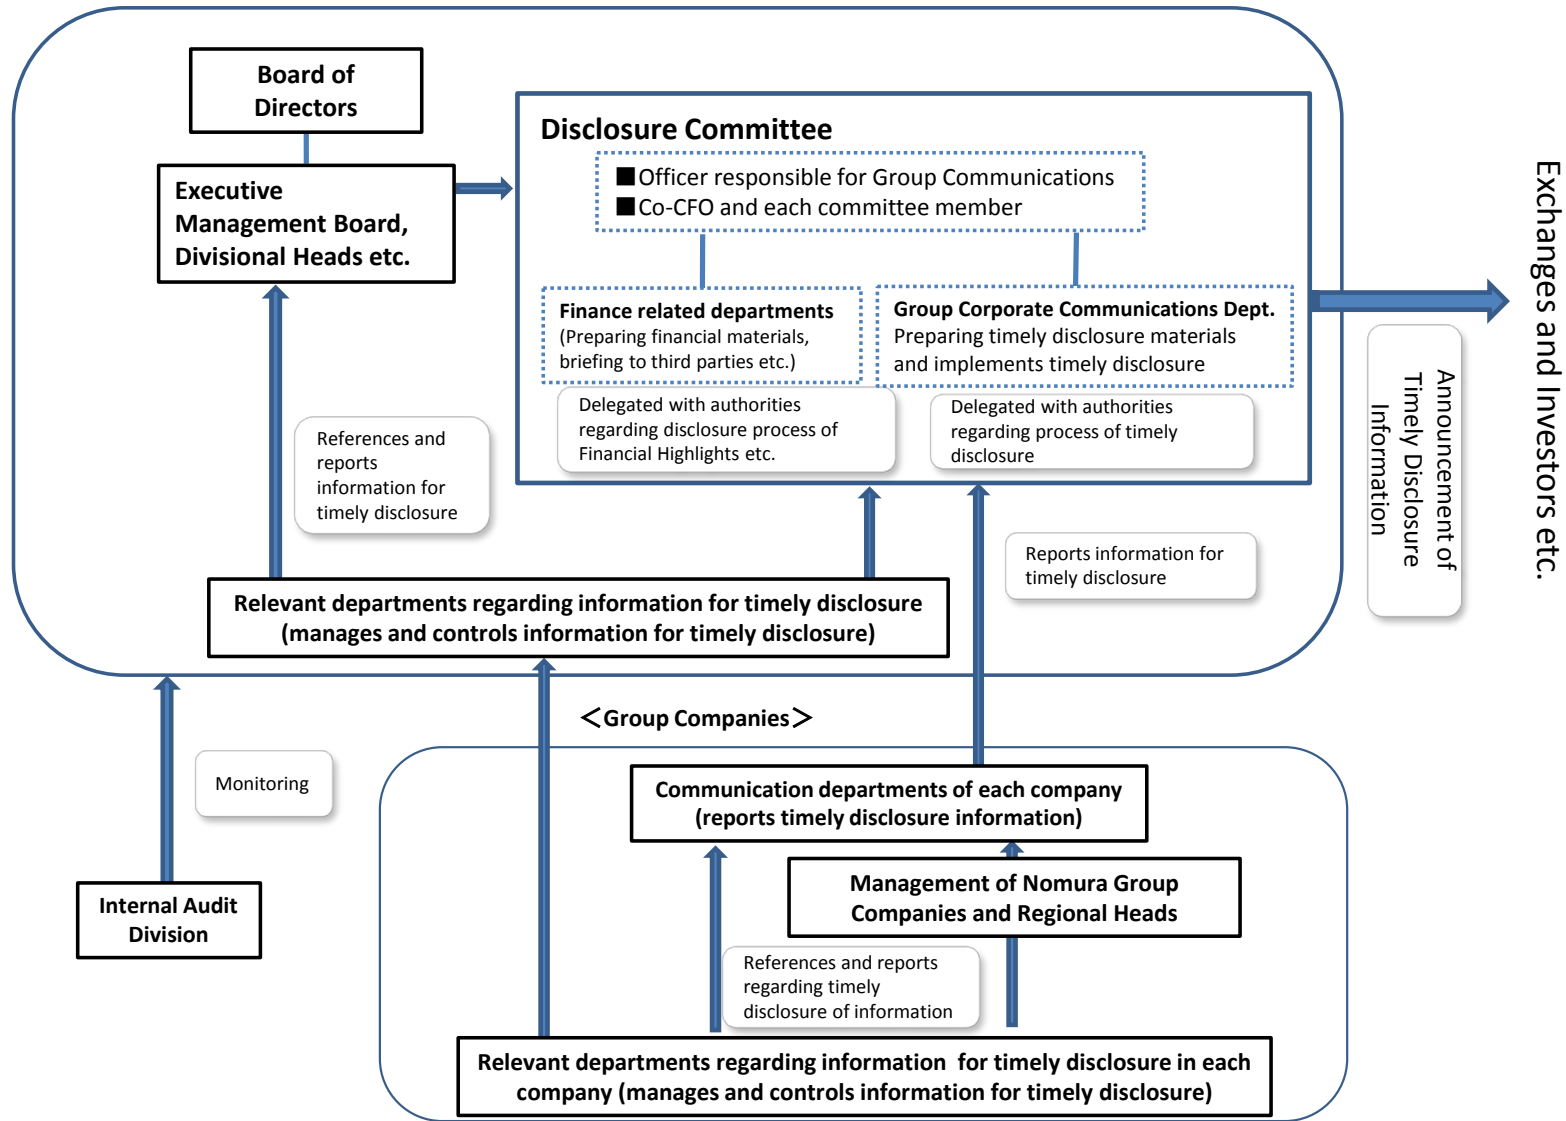 Board of
Directors
Executive
Management Board,
Divisional Heads etc.
Disclosure Committee
■Officer responsible for Group Communications
■Co-CFO and each committee member
Finance related departments
(Preparing financial materials,
briefing to third parties etc.)
Group Corporate Communications Dept.
Preparing timely disclosure materials
and implements timely disclosure
Delegated with authorities
regarding disclosure process of
Financial Highlights etc.
Delegated with authorities
regarding process of timely
disclosure
References and
reports
information for
timely disclosure
Reports information for
timely disclosure
Relevant departments regarding information for timely disclosure
(manages and controls information for timely disclosure)
Exchanges and Investors etc.
Announcement of
Timely Disclosure
Information
Monitoring
Internal Audit
Division
<Group Companies>
Communication departments of each company
(reports timely disclosure information)
Management of Nomura Group
Companies and Regional Heads
References and reports
regarding timely
disclosure of information
Relevant departments regarding information for timely disclosure in each
company (manages and controls information for timely disclosure)